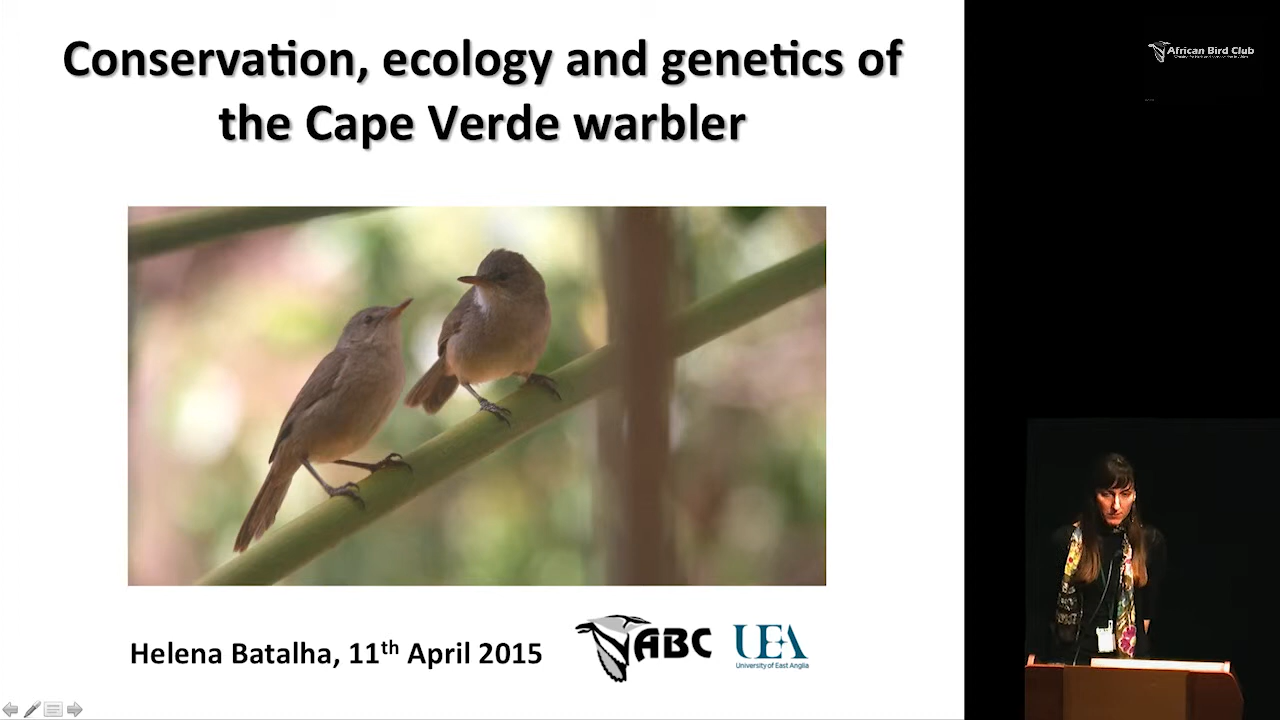 Conservation, ecology and genetics of
the Cape Verde warbler
African Bird Club
Helena Batalha, 11th April 2015
ABC
UEA
University of East Anglia